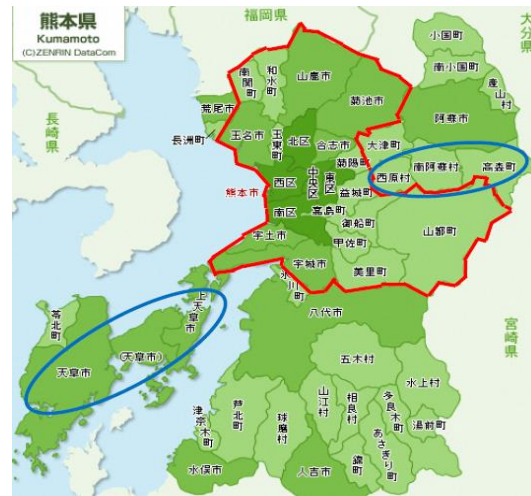 熊本県
Kumamoto
(C)ZENRIN DataCom
福岡県
大分県
長崎県
宮崎県
小国町
南小国町
産山村
南関町
和水町
山鹿市
菊池市
阿蘇市
荒尾市
長洲町
玉名市
玉東町
北区
合志市
大津町
菊陽町
西原村
南阿蘇村
高森町
熊本市
西区
中央区
東区
益城町
南区
嘉島町
御船町
山都町
宇土市
甲佐町
宇城市
美里町
氷川町
上天草市
八代市
苓北町
天草市
(天草市)
五木村
水上村
芦北町
津奈木町
球磨村
山江村
相良村
多良木町
湯前町
あさぎり町
錦町
水俣市
人吉市